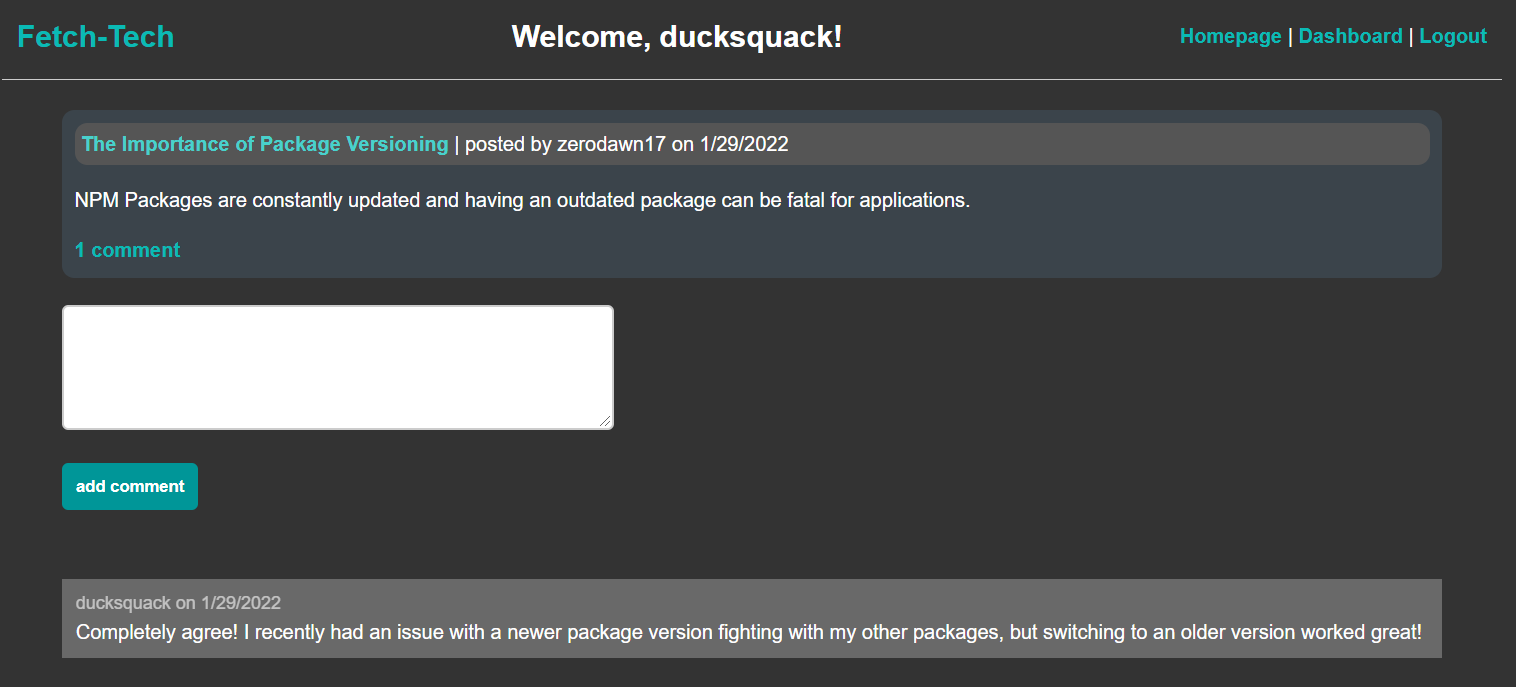 Fetch-Tech Welcome, ducksquack! Homepage | Dashboard | Logout
The Importance of Package Versioning | posted by zerodawn17 on 1/29/2022
NPM Packages are constantly updated and having an outdated package can be fatal for applications.
1 comment
add comment
ducksquack on 1/29/2022
Completely agree! I recently had an issue with a newer package version fighting with my other packages, but switching to an older version worked great!